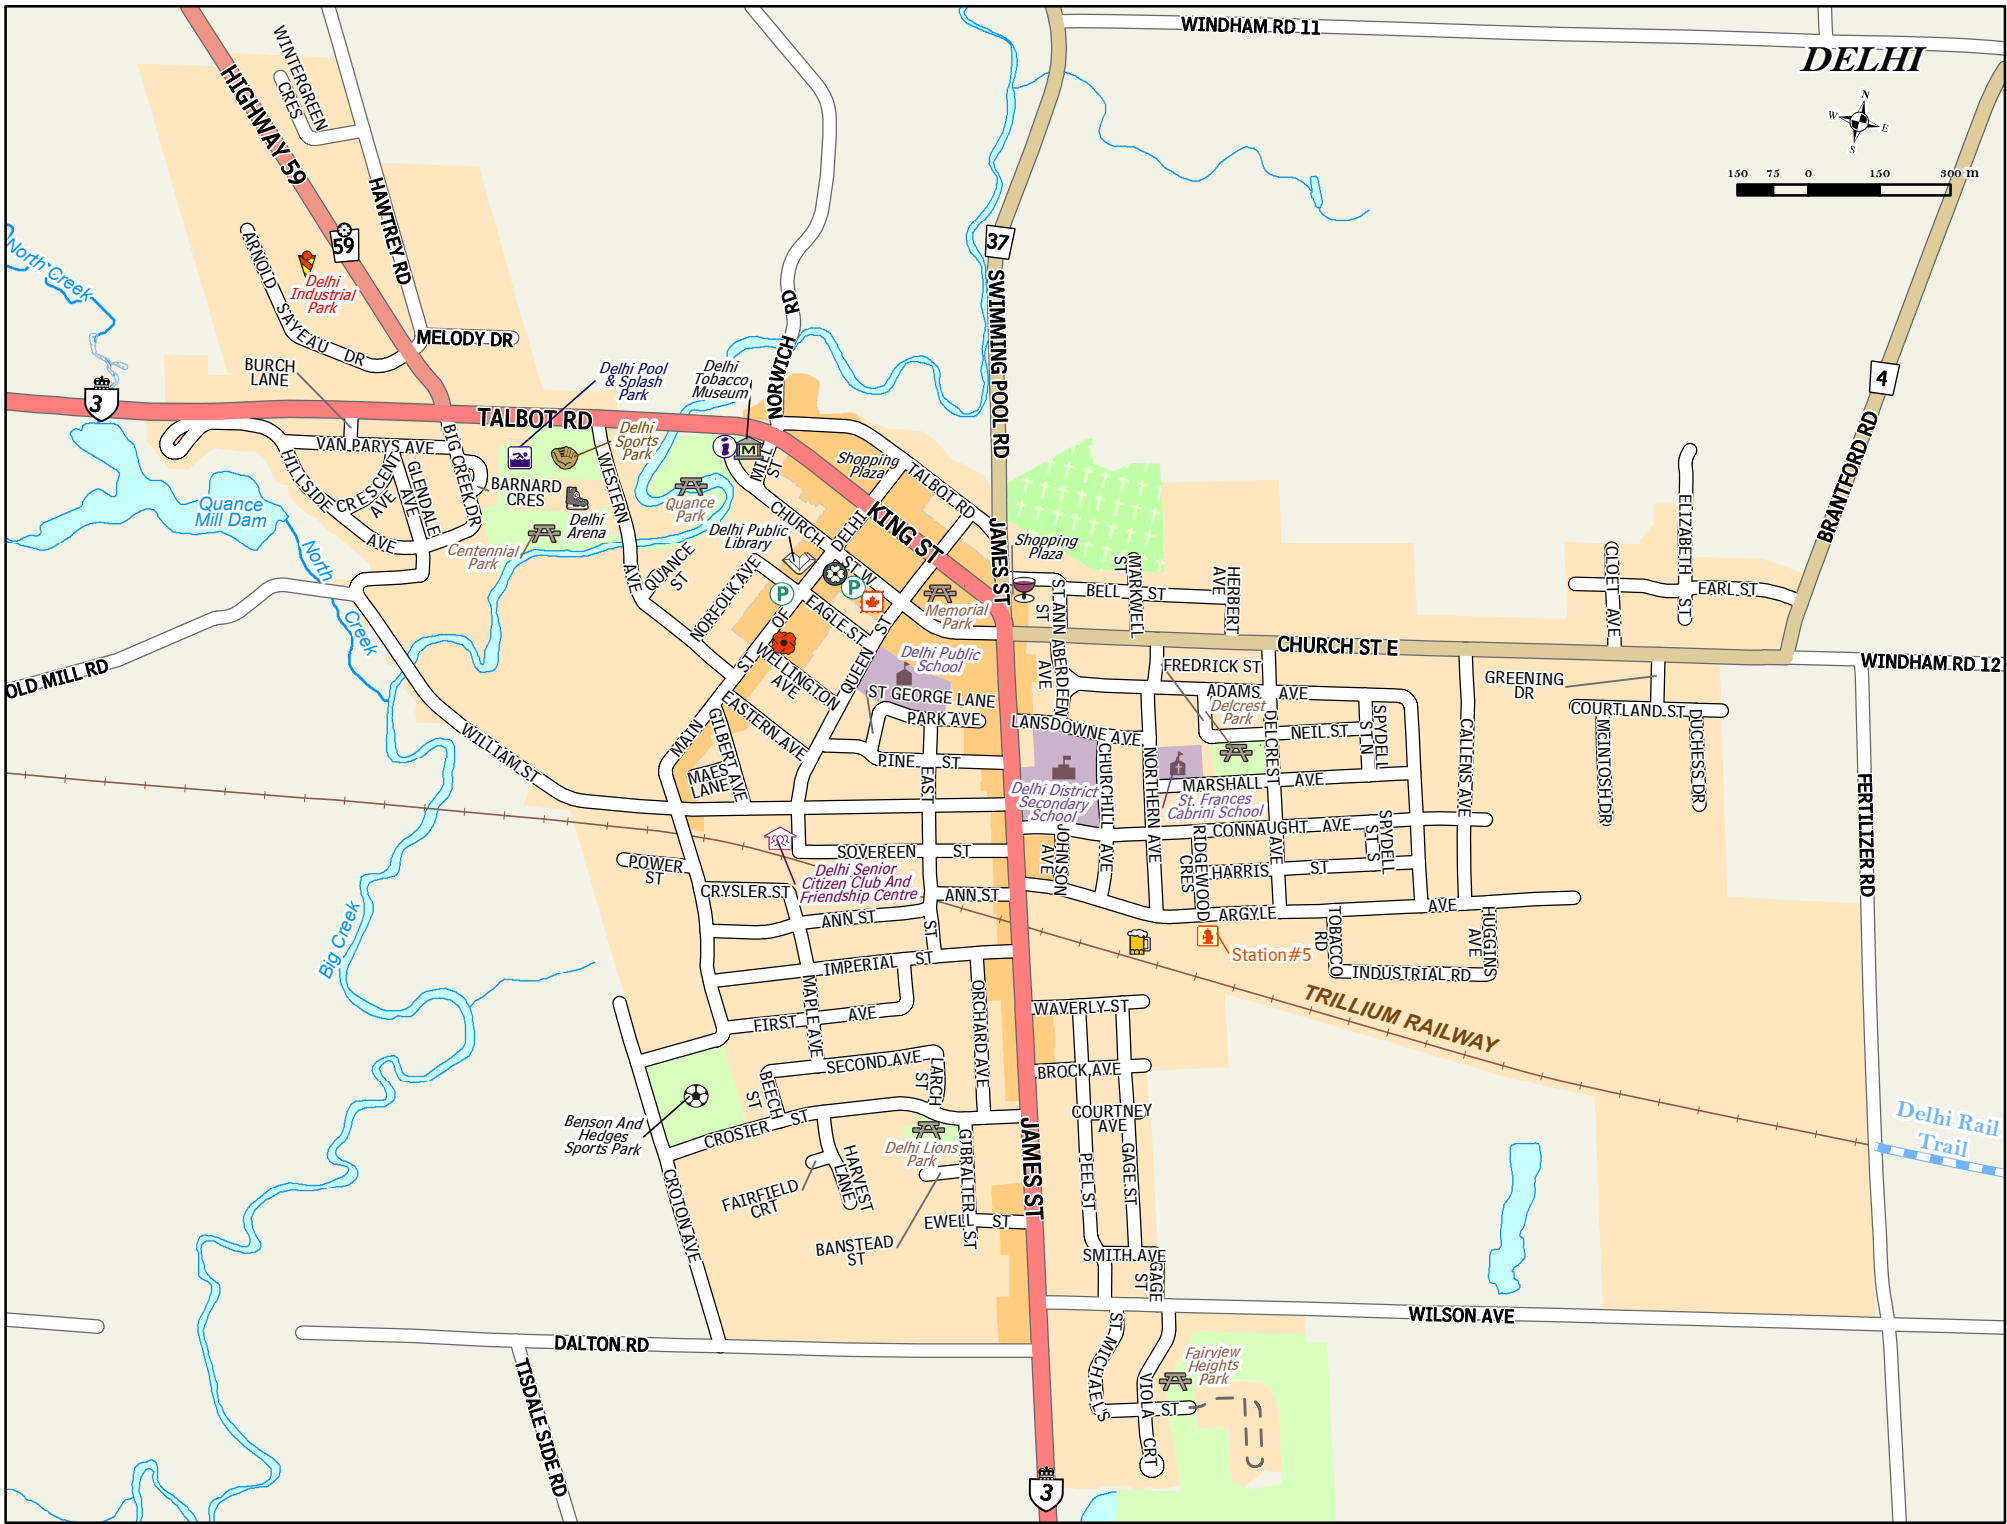 WINDHAM RD 11
DELHI
N
W
E
S
150 75 0 150 300 m
WINTERGREEN
CRES
HIGHWAY 59
HAWTREY RD
59
37
4
3
North Creek
ARNOLD SAYEAU DR
Delhi
Industrial
Park
MELODY DR
BURCH
LANE
TALBOT RD
Delhi Pool
& Splash
Park
Delhi
Tobacco
Museum
NORWICH RD
SWIMMING POOL RD
BRANTFORD RD
Delhi
Sports
Park
VAN PARYS AVE
BIG CREEK DR
HILLSIDE
AVE
CRESCENT
AVE
GLENDALE
AVE
BARNARD
CRES
WESTERN
AVE
Delhi
Arena
Centennial
Park
Quance
Park
i
M
MILL
ST
Shopping
Plaza
TALBOT RD
KING ST
JAMES ST
Quance
Mill Dam
North
Creek
CHURCH
ST W
DELHI
Delhi Public
Library
P
P
QUANCE
ST
NORFOLK AVE
EAGLE ST
MAIN
ST
OF
WELLINGTON
AVE
QUEEN
ST
Memorial
Park
Shopping
Plaza
BELL ST
ST ANN
ST
MARKWELL
ST
HERBERT
AVE
CLOET AVE
ELIZABETH ST
EARL ST
CHURCH ST E
WINDHAM RD 12
OLD MILL RD
WILLIAM ST
Delhi Public
School
ST GEORGE LANE
PARK AVE
EASTERN AVE
GILBERT AVE
MAES
LANE
PINE ST
EAST
ST
ABERDEEN
AVE
FREDRICK ST
ADAMS AVE
Delcrest
Park
LANSDOWNE AVE
NEIL ST
SPYDELL
ST N
DELCREST
AVE
CALLENS AVE
GREENING
DR
COURTLAND ST
MCINTOSH DR
DUCHESS DR
FERTILIZER RD
Delhi District
Secondary
School
CHURCHILL
AVE
NORTHERN AVE
MARSHALL AVE
St. Frances
Cabrini School
CONNAUGHT AVE
SPYDELL
ST S
JOHNSON
AVE
RIDGEWOOD
CRES
HARRIS ST
POWER
ST
SOVEREEN ST
Delhi Senior
Citizen Club And
Friendship Centre
CRYSLER ST
ANN ST
ANN ST
ARGYLE AVE
Station#5
TOBACCO
RD
HUGGINS
AVE
INDUSTRIAL RD
TRILLIUM RAILWAY
Big Creek
IMPERIAL ST
MAPLE AVE
FIRST AVE
ORCHARD AVE
WAVERLY ST
SECOND AVE
LARCH
ST
BEECH
ST
BROCK AVE
Benson And
Hedges
Sports Park
CROSIER ST
COURTNEY
AVE
Delhi Rail
Trail
Delhi Lions
Park
GIBRALTER ST
JAMES ST
PEEL ST
GAGE ST
CROTON AVE
FAIRFIELD
CRT
HARVEST
LANE
BANSTEAD
ST
EWELL ST
SMITH AVE
GAGE
ST
WILSON AVE
DALTON RD
TISDALE SIDE RD
ST MICHAEL'S
ST
VIOLA CRT
Fairview
Heights
Park
3